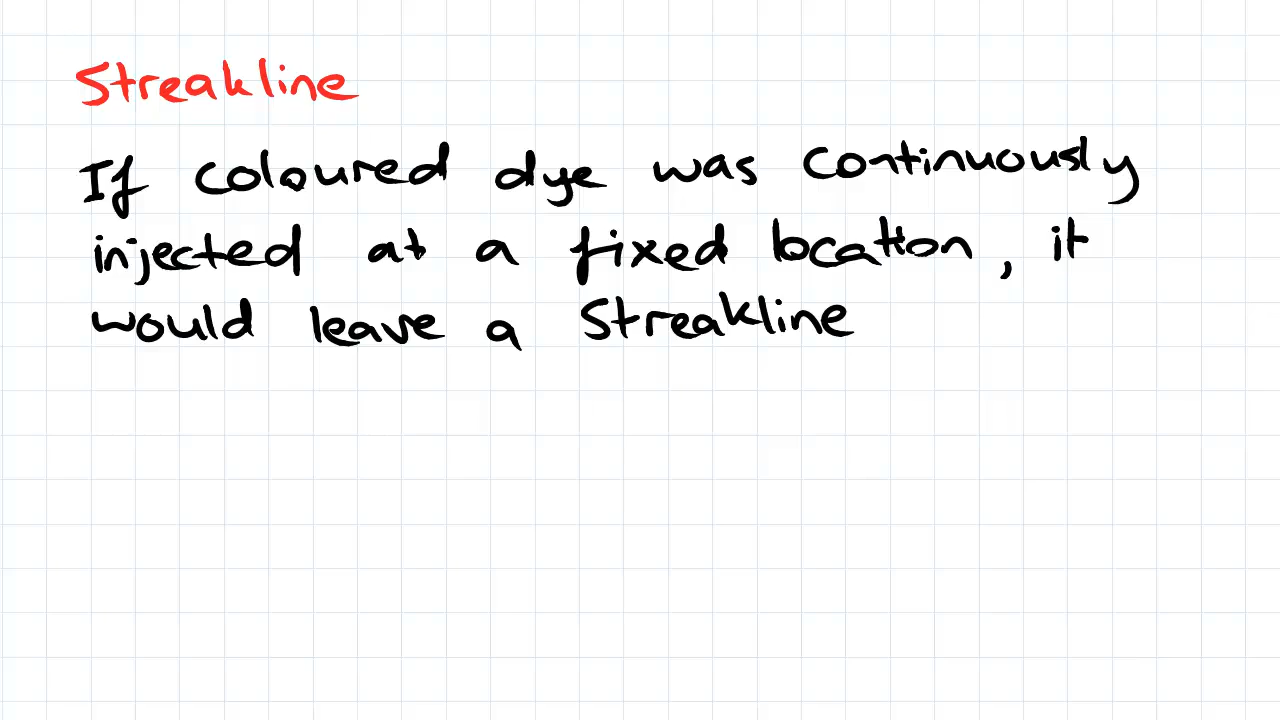 Streakline
If coloured dye was continuously
injected at a fixed location, it
would leave a Streakline